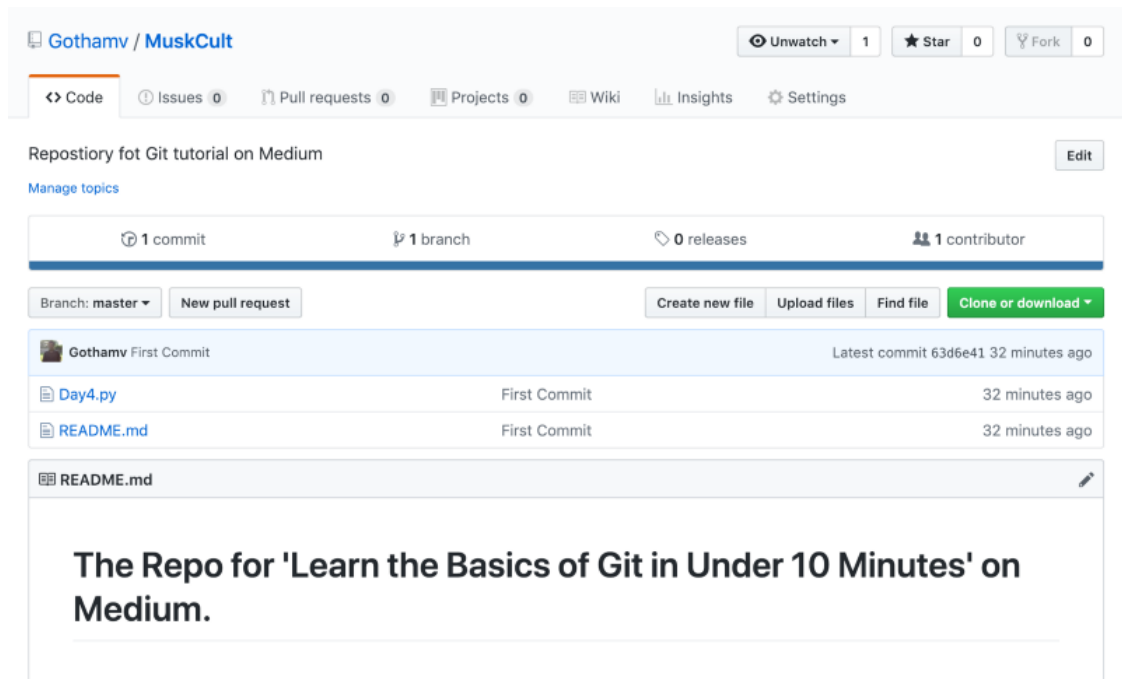 Gothamv / MuskCult
Unwatch 1 Star 0 Fork 0
Code Issues 0 Pull requests 0 Projects 0 Wiki Insights Settings
Repostiory fot Git tutorial on Medium
Edit
Manage topics
1 commit 1 branch 0 releases 1 contributor
Branch: master New pull request Create new file Upload files Find file Clone or download
Gothamv First Commit Latest commit 63d6e41 32 minutes ago
Day4.py First Commit 32 minutes ago
README.md First Commit 32 minutes ago
README.md
The Repo for 'Learn the Basics of Git in Under 10 Minutes' on
Medium.